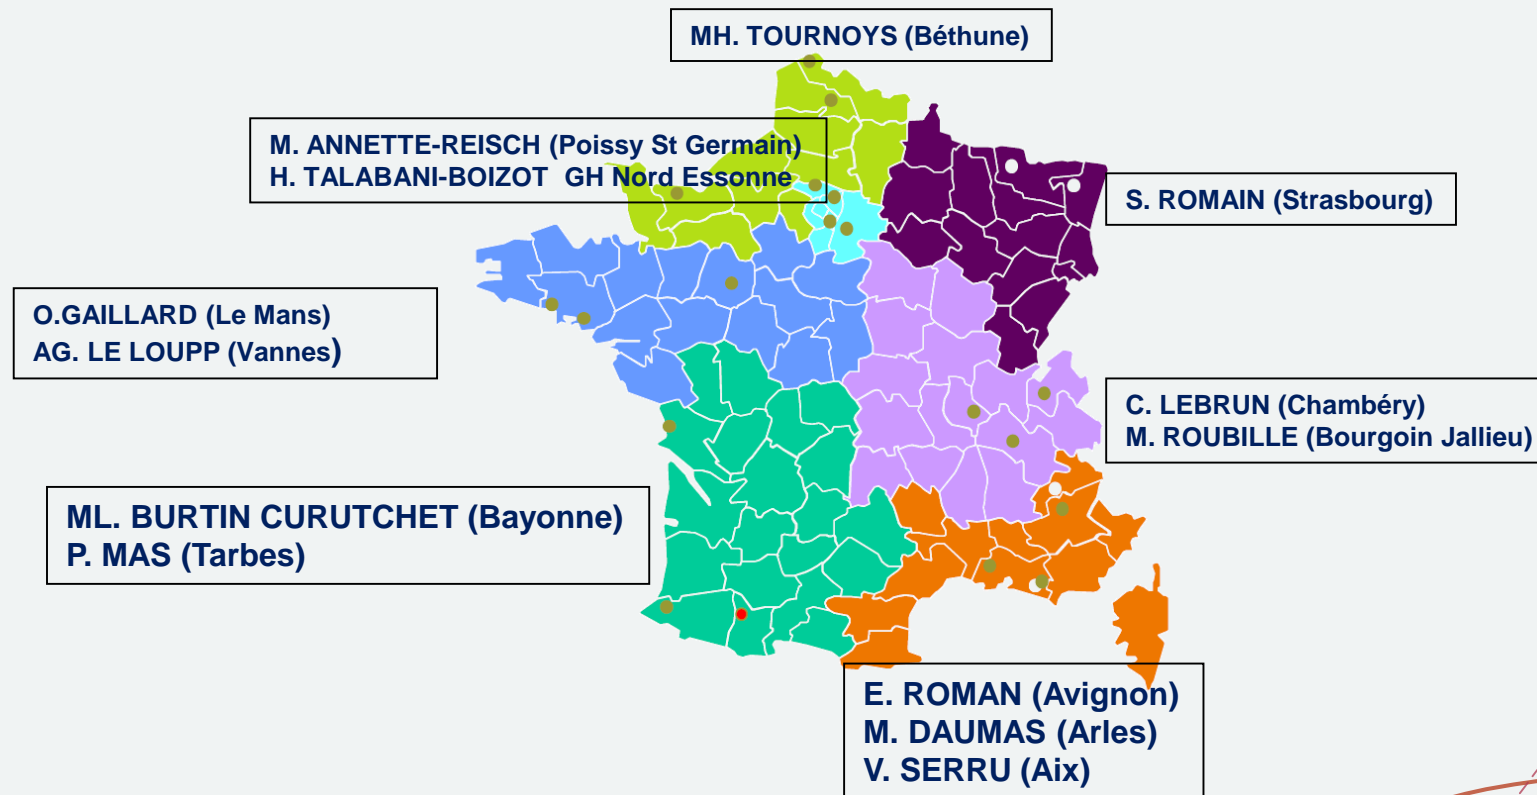 MH. TOURNOYS (Béthune)
M. ANNETTE-REISCH (Poissy St Germain)
H. TALABANI-BOIZOT GH Nord Essonne
S. ROMAIN (Strasbourg)
O.GAILLARD (Le Mans)
AG. LE LOUPP (Vannes)
C. LEBRUN (Chambéry)
M. ROUBILLE (Bourgoin Jallieu)
ML. BURTIN CURUTCHET (Bayonne)
P. MAS (Tarbes)
E. ROMAN (Avignon)
M. DAUMAS (Arles)
V. SERRU (Aix)